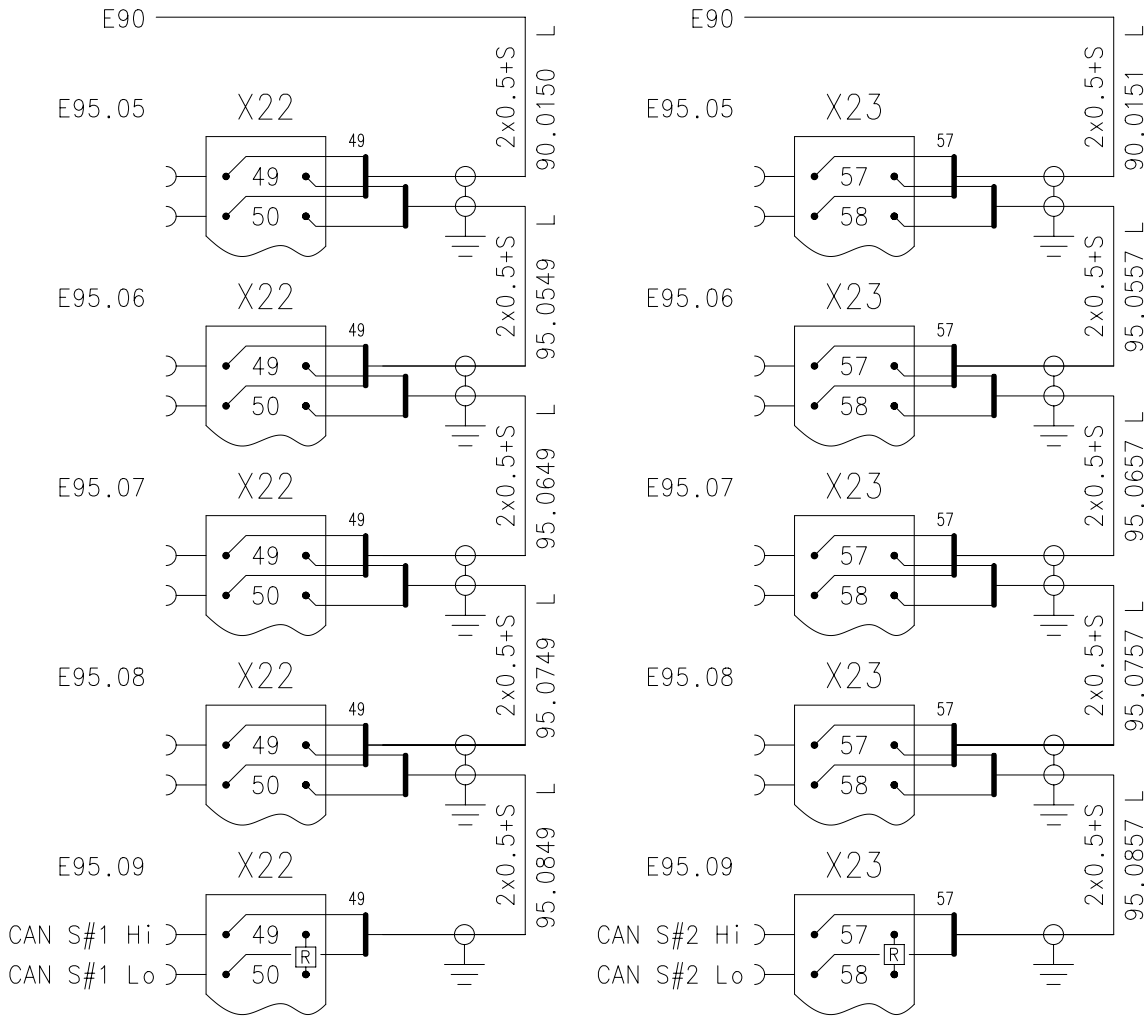 E90
2x0.5+S
90.0150 L
E95.05
X22
49
49
50
2x0.5+S
95.0549 L
E95.06
X22
49
49
50
2x0.5+S
95.0649 L
E95.07
X22
49
49
50
2x0.5+S
95.0749 L
E95.08
X22
49
49
50
2x0.5+S
95.0849 L
E95.09
X22
49
CAN S#1 Hi
49
R
CAN S#1 Lo
50
E90
2x0.5+S
90.0151 L
E95.05
X23
57
57
58
2x0.5+S
95.0557 L
E95.06
X23
57
57
58
2x0.5+S
95.0657 L
E95.07
X23
57
57
58
2x0.5+S
95.0757 L
E95.08
X23
57
57
58
2x0.5+S
95.0857 L
E95.09
X23
57
CAN S#2 Hi
57
R
CAN S#2 Lo
58